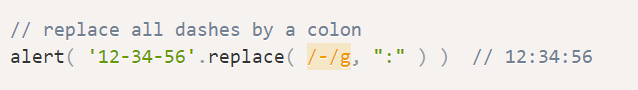 // replace all dashes by a colon
alert( '12-34-56'.replace( /-/g, ":" ) )  // 12:34:56